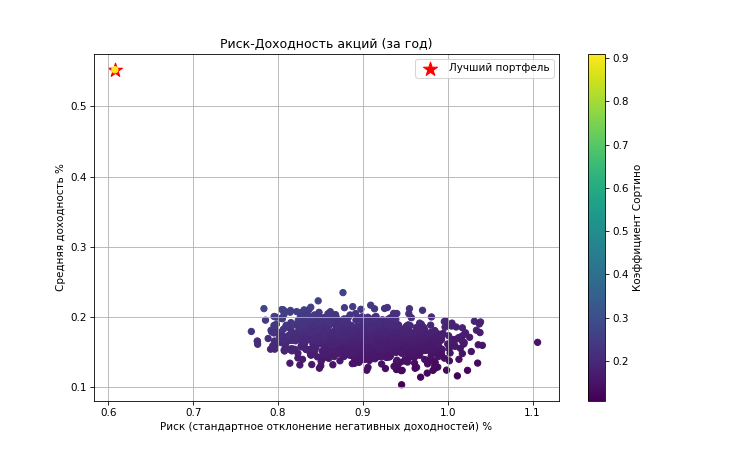 Риск-Доходность акций (за год)
Лучший портфель
Средняя доходность %
0.5
0.4
0.3
0.2
0.1
0.6 0.7 0.8 0.9 1.0 1.1
Риск (стандартное отклонение негативных доходностей) %
0.9
0.8
0.7
0.6
0.5
0.4
0.3
0.2
Коэффициент Сортино